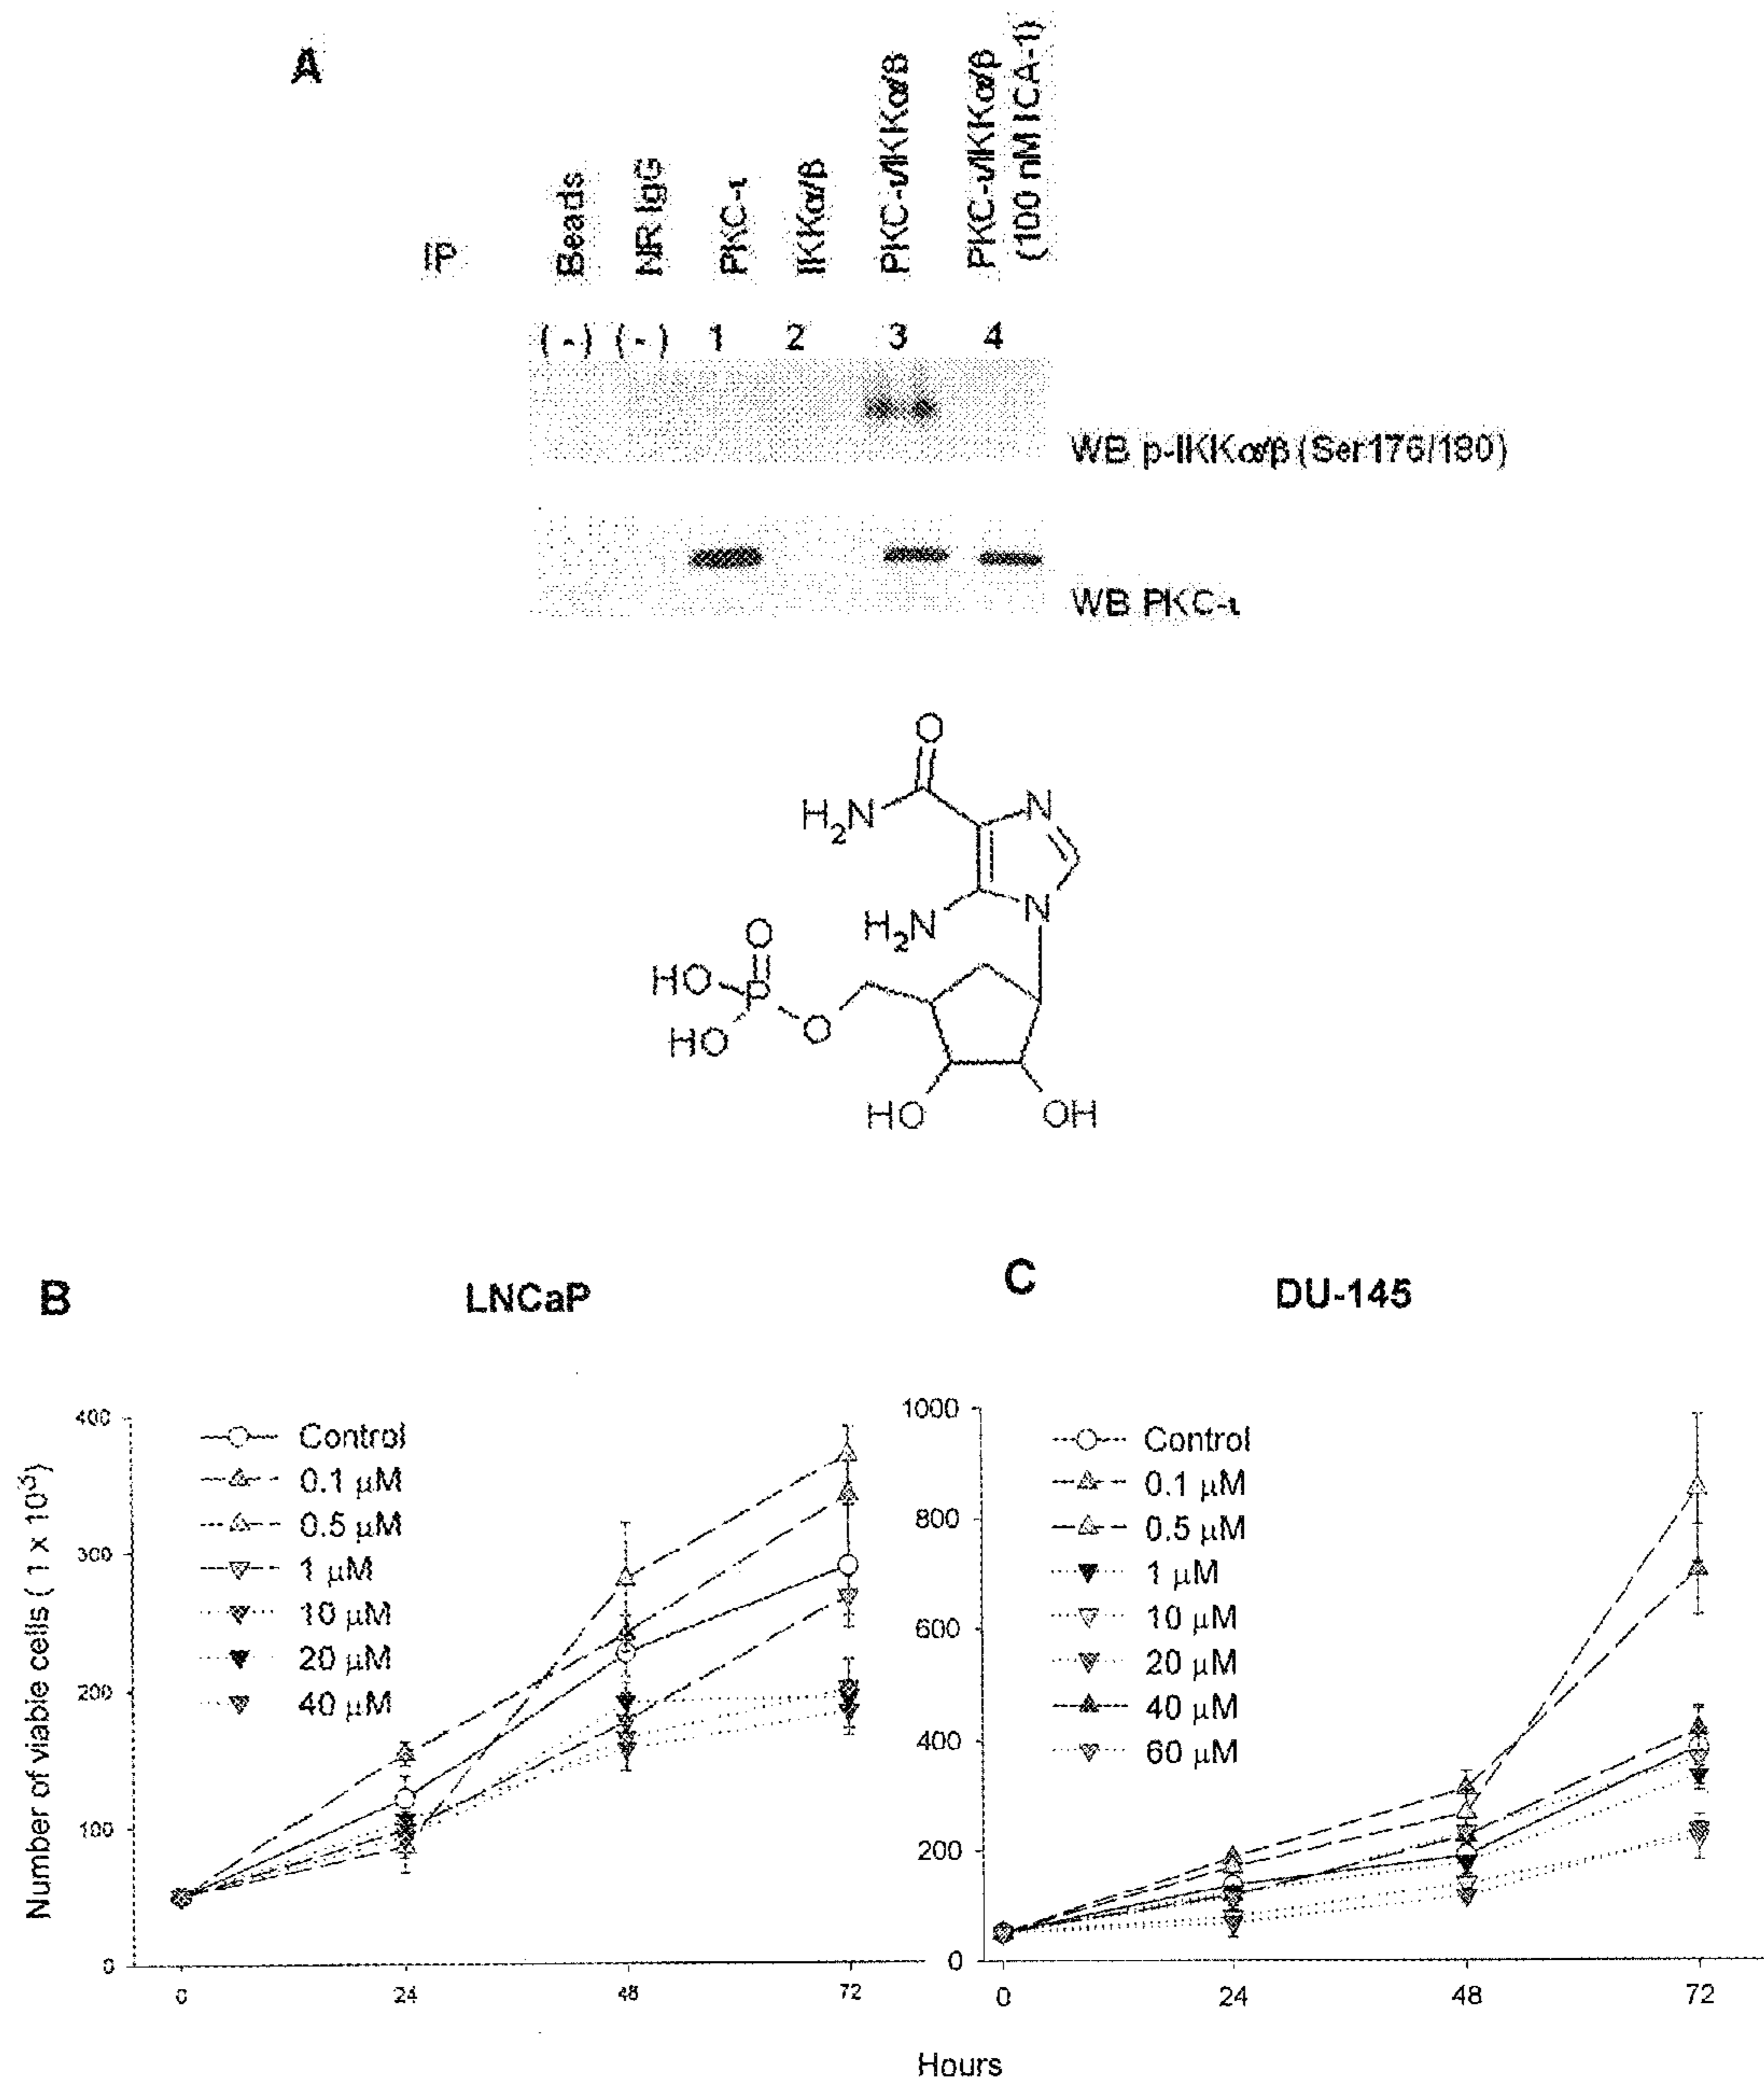 A
IP
Beads
NR IgG
PKC-ι
IKKα/β
PKC-ι/IKKα/β
PKC-ι/IKKα/β
(100 nM ICA-1)
(-) (-) 1 2 3 4
WB p-IKKα/β (Ser176/180)
WB PKC-ι
O
H2N
N
H2N
N
O
HO
P
HO
O
HO
OH
B
LNCaP
Number of viable cells ( 1 x 10³)
400
300
200
100
0
Control
0.1 µM
0.5 µM
1 µM
10 µM
20 µM
40 µM
0 24 48 72
C
DU-145
1000
800
600
400
200
0
Control
0.1 µM
0.5 µM
1 µM
10 µM
20 µM
40 µM
60 µM
0 24 48 72
Hours